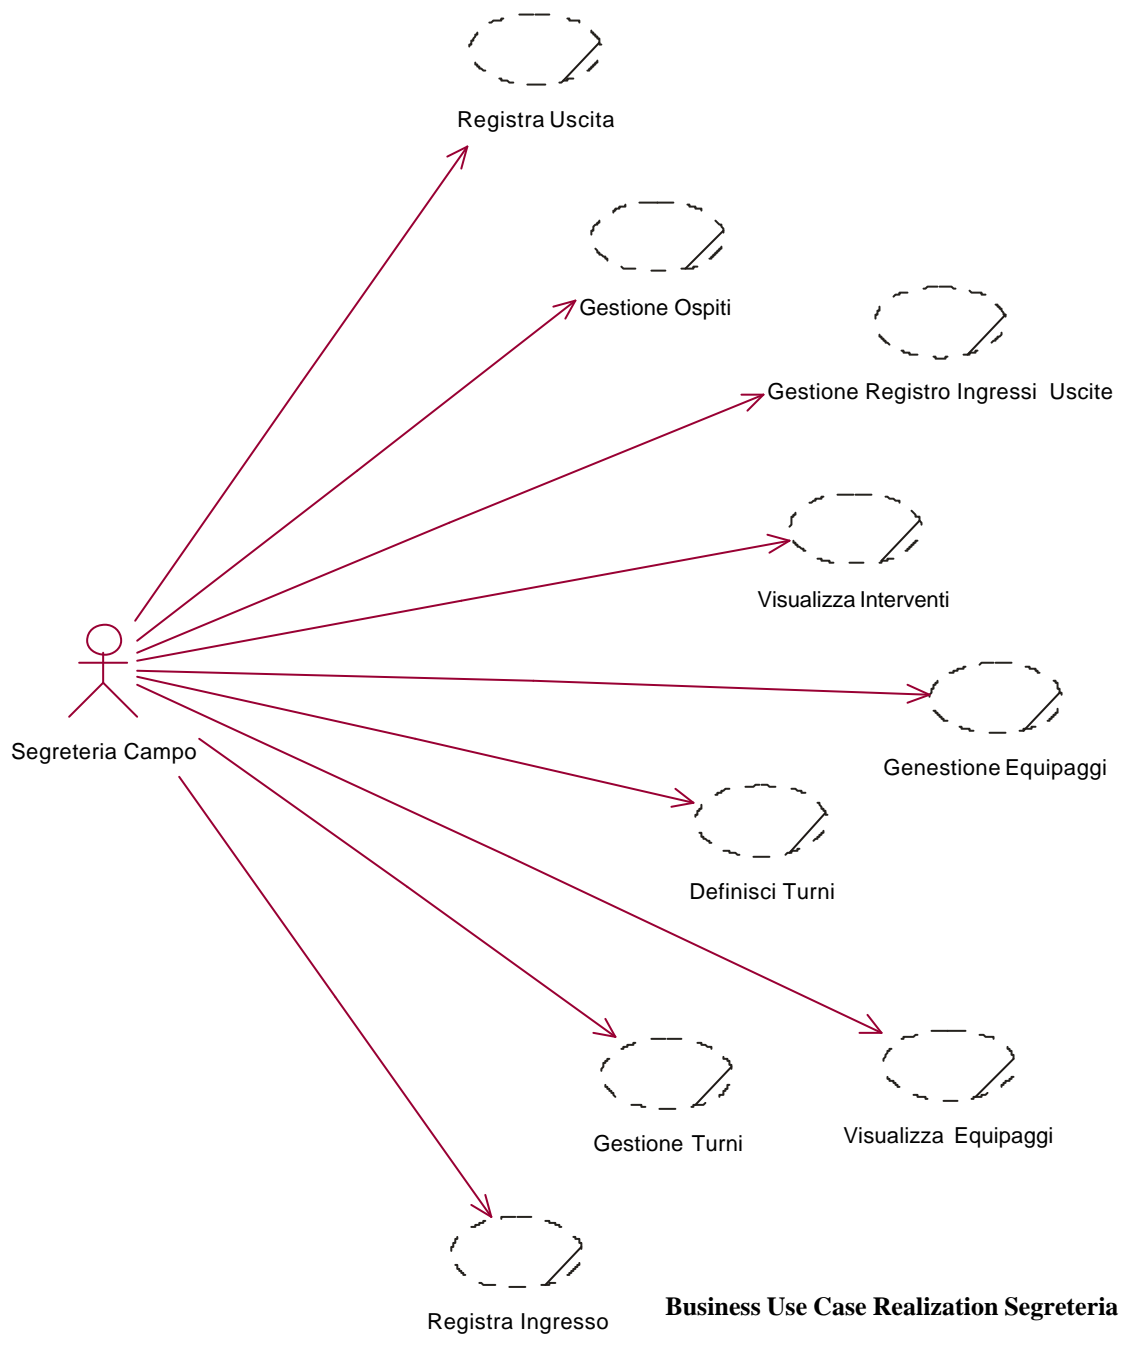 Registra Uscita
Gestione Ospiti
Gestione Registro Ingressi Uscite
Visualizza Interventi
Segreteria Campo
Genestione Equipaggi
Definisci Turni
Gestione Turni
Visualizza Equipaggi
Registra Ingresso
Business Use Case Realization Segreteria